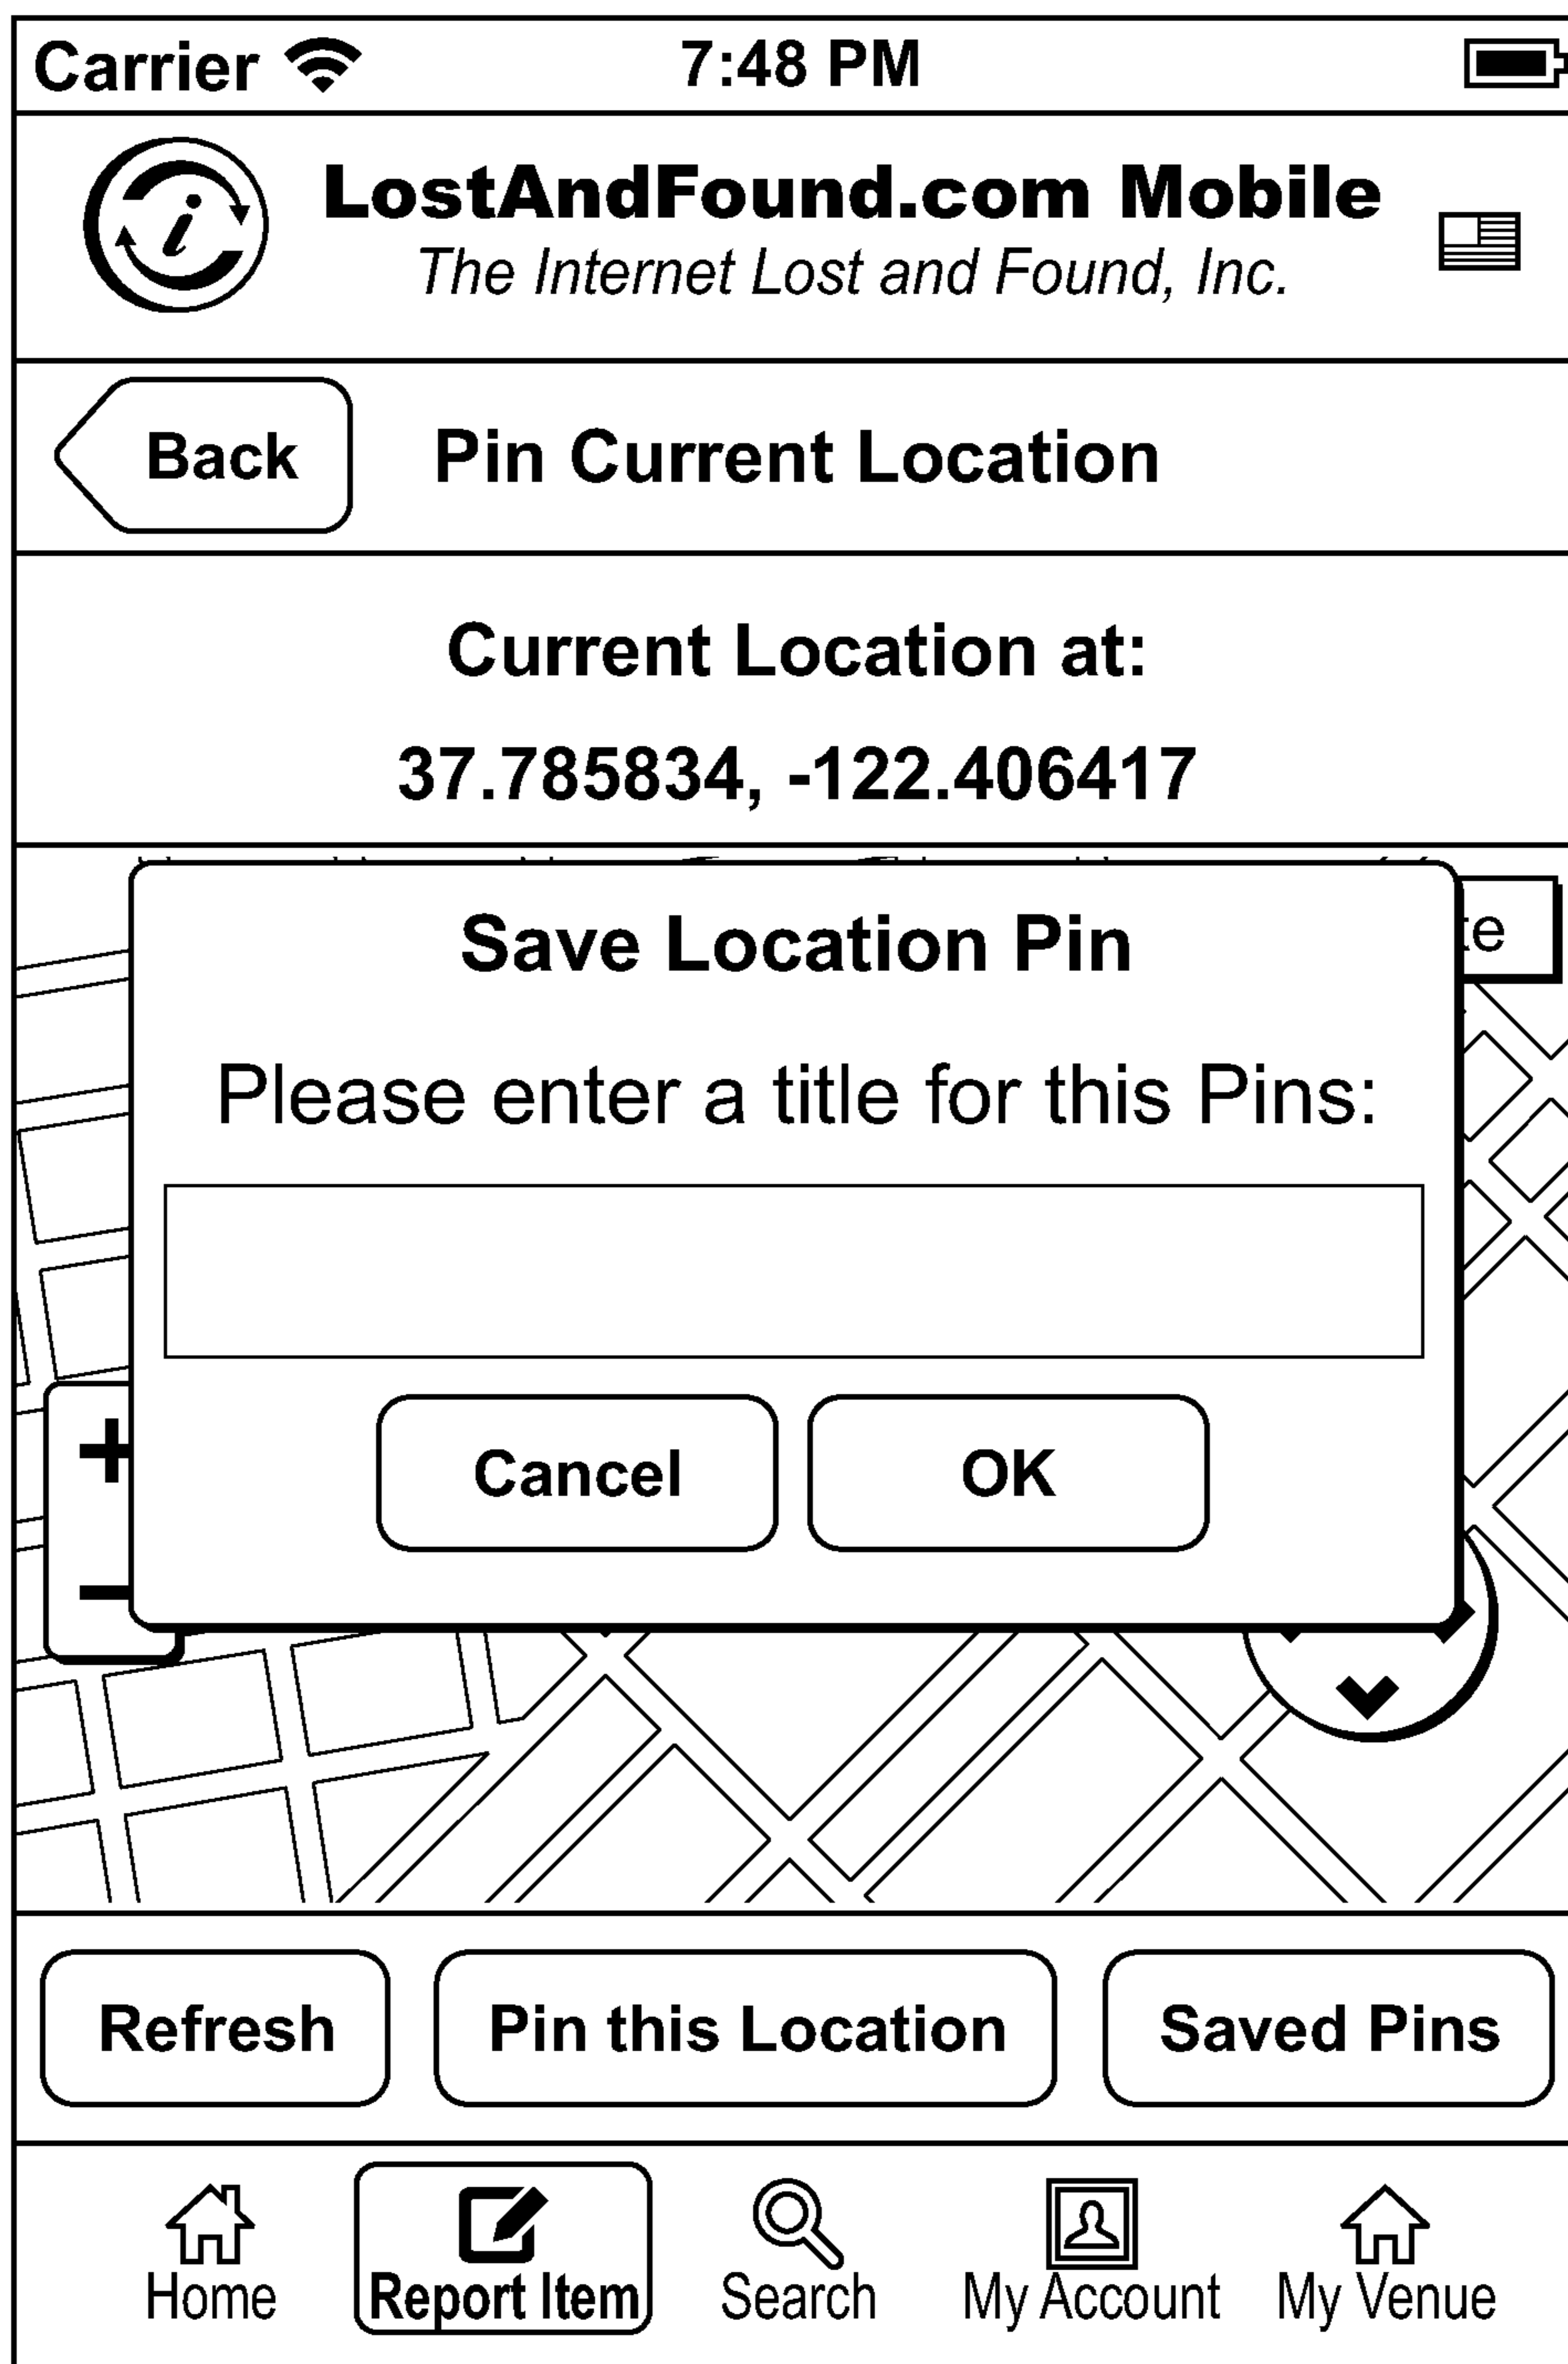 Carrier 7:48 PM
LostAndFound.com Mobile
The Internet Lost and Found, Inc.
Back Pin Current Location
Current Location at:
37.785834, -122.406417
Save Location Pin
Please enter a title for this Pins:
Cancel OK
Refresh Pin this Location Saved Pins
Home Report Item Search My Account My Venue